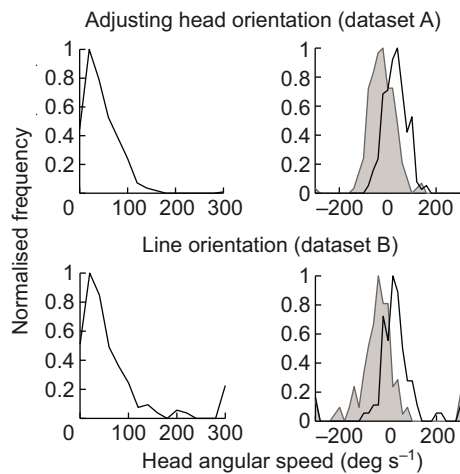 Adjusting head orientation (dataset A)
1
0.8
0.6
0.4
0.2
0 100 200 300
1
0.8
0.6
0.4
0.2
−200 0 200
Normalised frequency
Line orientation (dataset B)
1
0.8
0.6
0.4
0.2
0
0 100 200 300
1
0.8
0.6
0.4
0.2
0
−200 0 200
Head angular speed (deg s⁻¹)